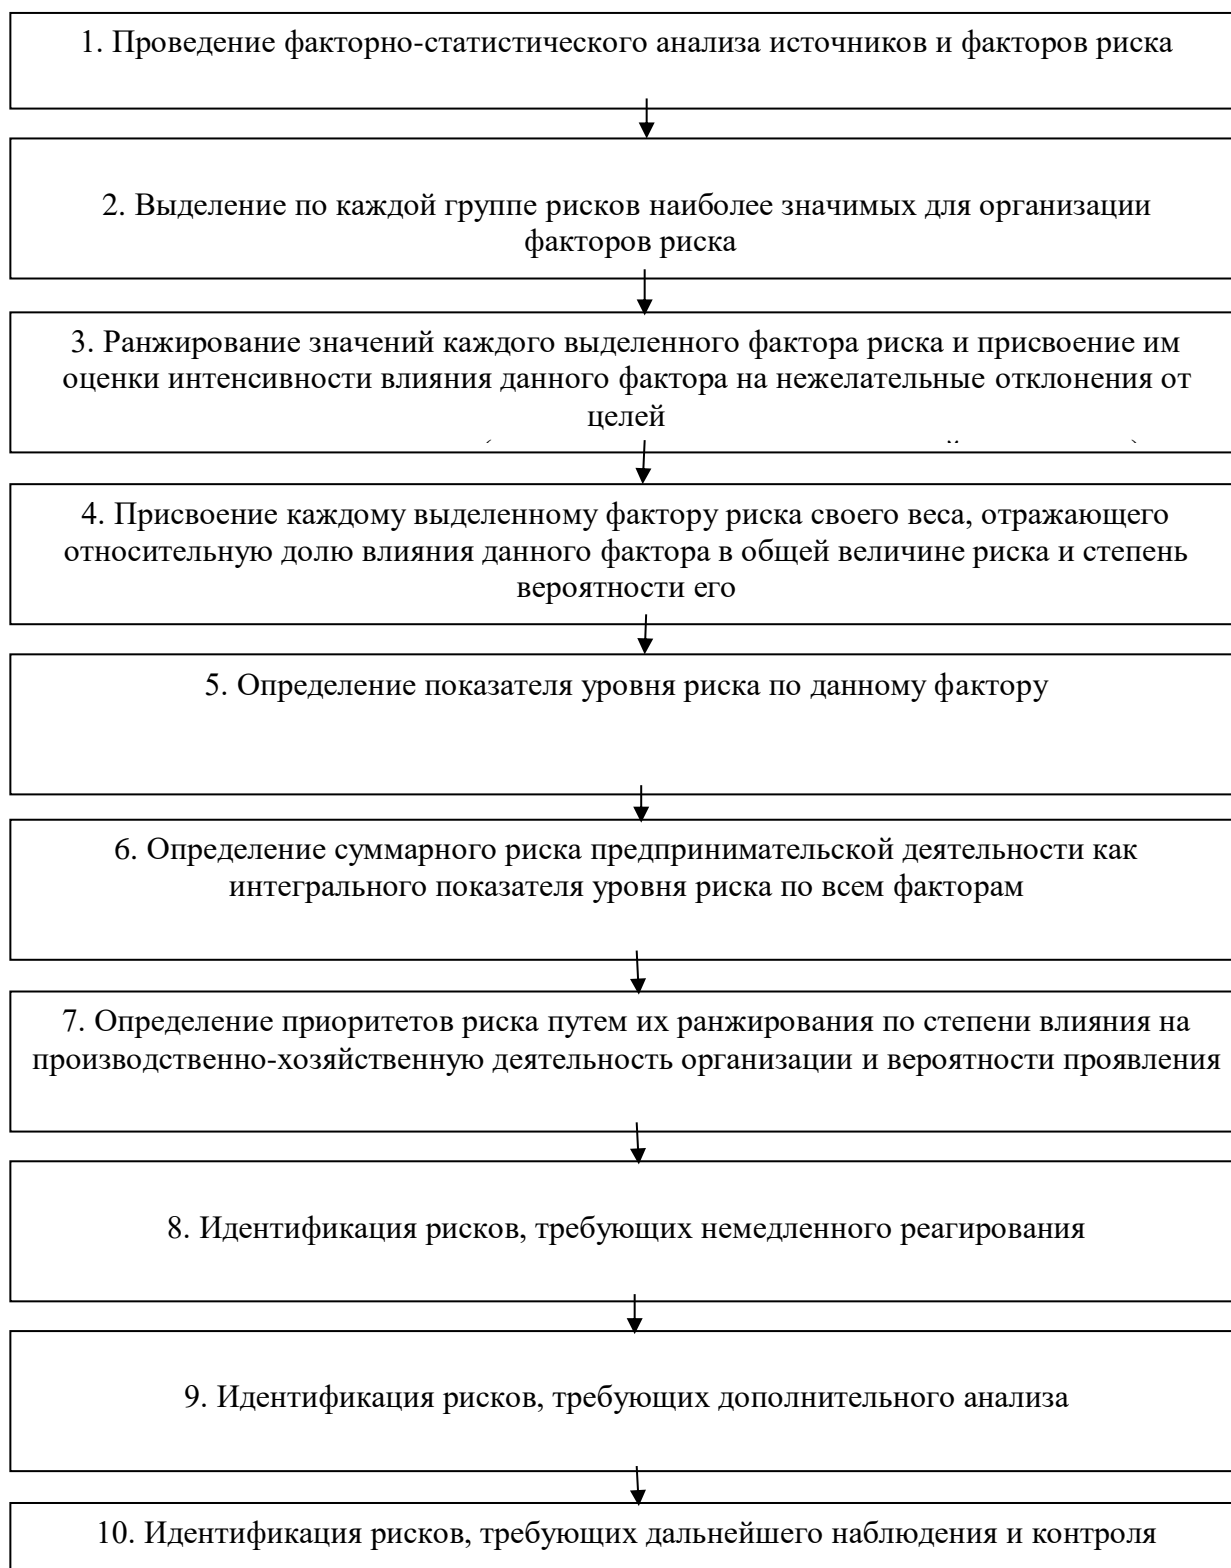 1. Проведение факторно-статистического анализа источников и факторов риска
2. Выделение по каждой группе рисков наиболее значимых для организации
факторов риска
3. Ранжирование значений каждого выделенного фактора риска и присвоение им
оценки интенсивности влияния данного фактора на нежелательные отклонения от
целей
4. Присвоение каждому выделенному фактору риска своего веса, отражающего
относительную долю влияния данного фактора в общей величине риска и степень
вероятности его
5. Определение показателя уровня риска по данному фактору
6. Определение суммарного риска предпринимательской деятельности как
интегрального показателя уровня риска по всем факторам
7. Определение приоритетов риска путем их ранжирования по степени влияния на
производственно-хозяйственную деятельность организации и вероятности проявления
8. Идентификация рисков, требующих немедленного реагирования
9. Идентификация рисков, требующих дополнительного анализа
10. Идентификация рисков, требующих дальнейшего наблюдения и контроля